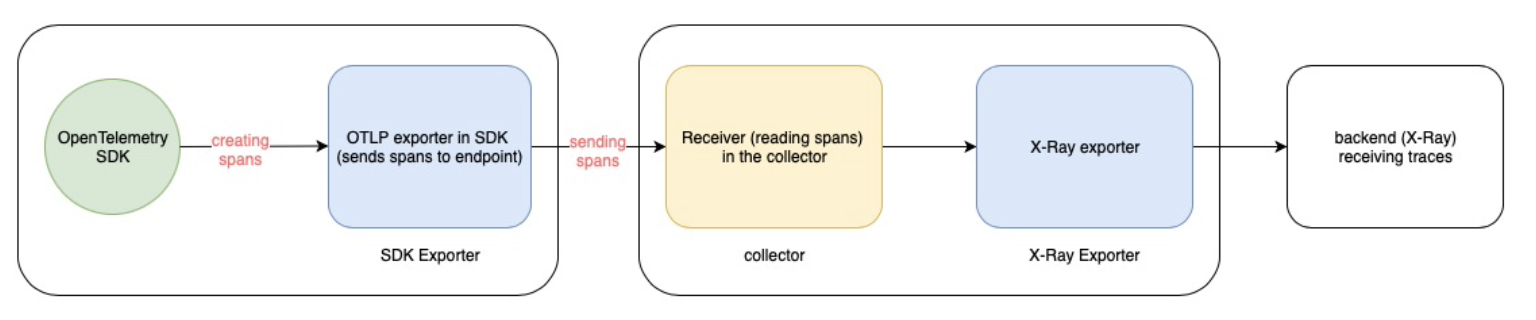 OpenTelemetry
SDK
creating
spans
OTLP exporter in SDK
(sends spans to endpoint)
SDK Exporter
sending
spans
Receiver (reading spans)
in the collector
collector
X-Ray exporter
X-Ray Exporter
backend (X-Ray)
receiving traces